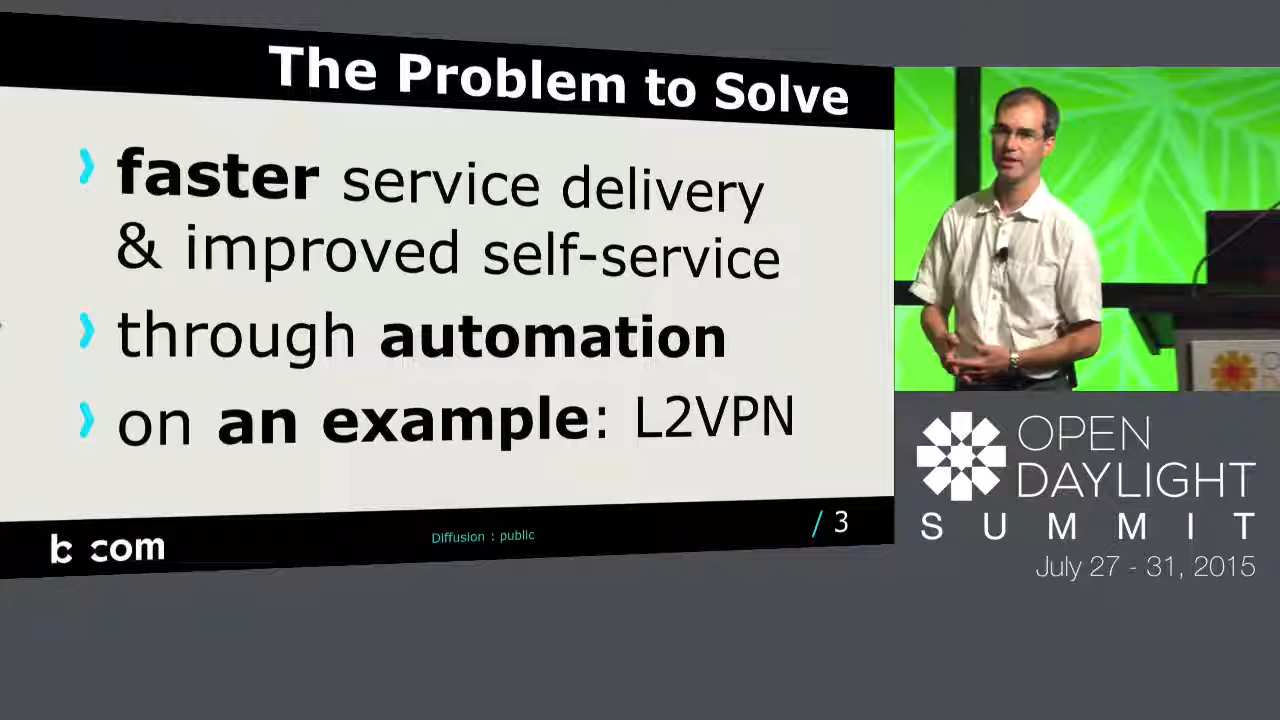 The Problem to Solve
faster service delivery
& improved self-service
through automation
on an example: L2VPN
b com
Diffusion : public
/ 3
OPEN
DAYLIGHT
SUMMIT
July 27 - 31, 2015